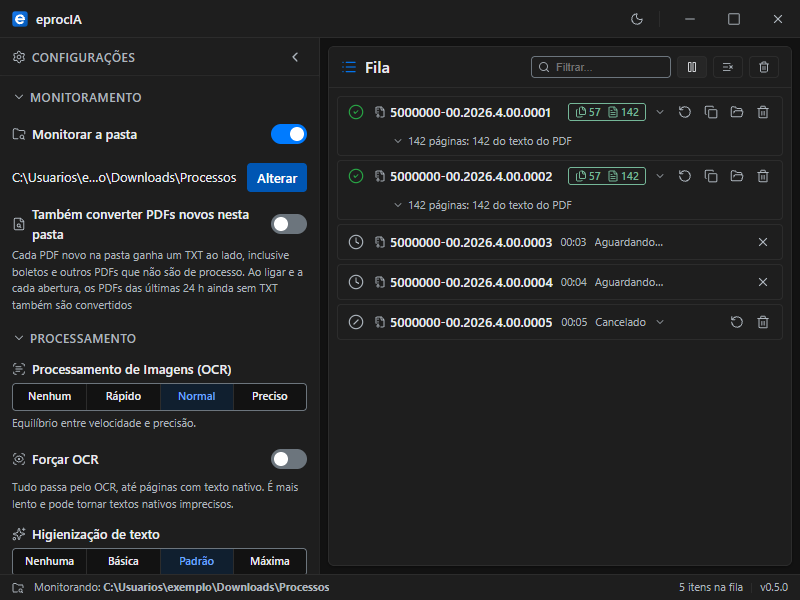 eprocIA
CONFIGURAÇÕES
MONITORAMENTO
Monitorar a pasta
C:\Usuarios\e...o\Downloads\Processos
Alterar
Também converter PDFs novos nesta
pasta
Cada PDF novo na pasta ganha um TXT ao lado, inclusive
boletos e outros PDFs que não são de processo. Ao ligar e a
cada abertura, os PDFs das últimas 24 h ainda sem TXT
também são convertidos
PROCESSAMENTO
Processamento de Imagens (OCR)
Nenhum Rápido Normal Preciso
Equilíbrio entre velocidade e precisão.
Forçar OCR
Tudo passa pelo OCR, até páginas com texto nativo. É mais
lento e pode tornar textos nativos imprecisos.
Higienização de texto
Nenhuma Básica Padrão Máxima
Fila
Filtrar...
5000000-00.2026.4.00.0001 57 142
142 páginas: 142 do texto do PDF
5000000-00.2026.4.00.0002 57 142
142 páginas: 142 do texto do PDF
5000000-00.2026.4.00.0003 00:03 Aguardando...
5000000-00.2026.4.00.0004 00:04 Aguardando...
5000000-00.2026.4.00.0005 00:05 Cancelado
Monitorando: C:\Usuarios\exemplo\Downloads\Processos
5 itens na fila v0.5.0